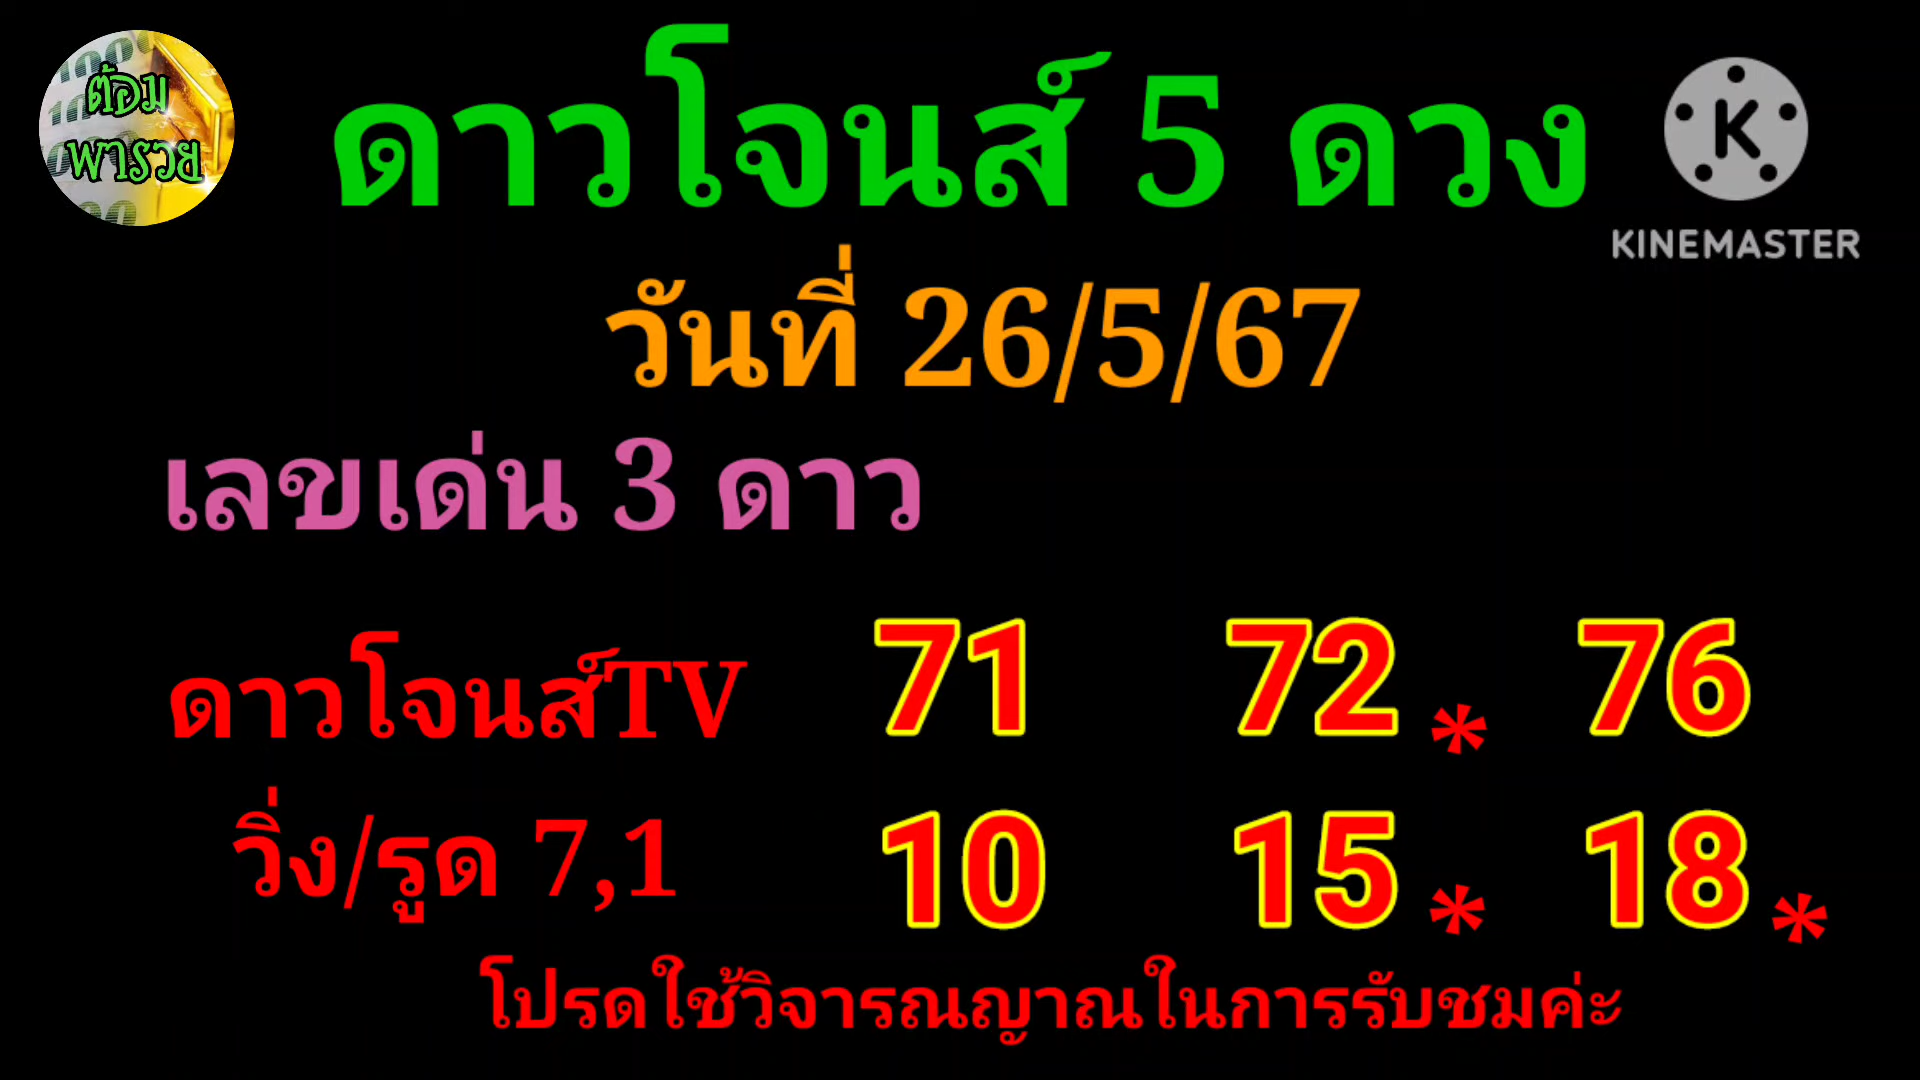 ต้อม
พารวย
ดาวโจนส์ 5 ดวง
KINEMASTER
วันที่ 26/5/67
เลขเด่น 3 ดาว
ดาวโจนส์TV 71 72 * 76
วิ่ง/รูด 7,1 10 15 * 18 *
โปรดใช้วิจารณญาณในการรับชมค่ะ